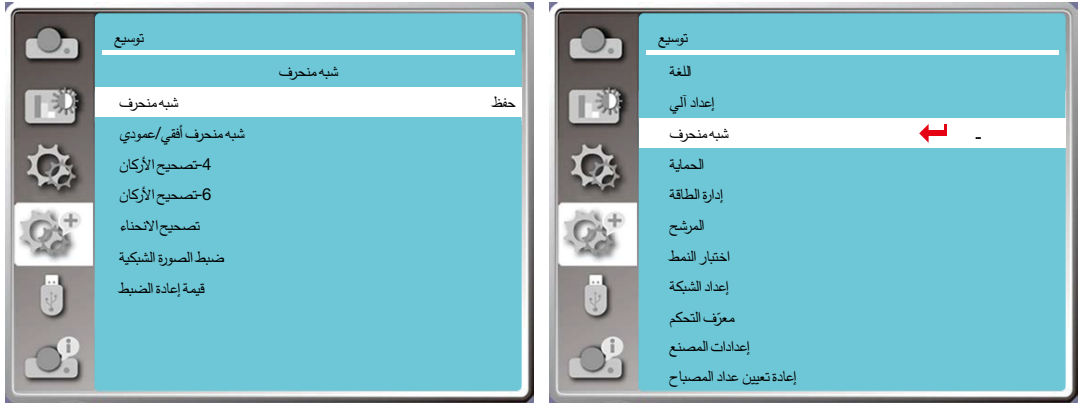 توسيع
شبه منحرف
شبه منحرف حفظ
شبه منحرف أفقي/عمودي
4-تصحيح الأركان
6-تصحيح الأركان
تصحيح الانحناء
ضبط الصورة الشبكية
قيمة إعادة الضبط
توسيع
اللغة
إعداد آلي
شبه منحرف -
الحماية
إدارة الطاقة
المرشح
اختبار النمط
إعداد الشبكة
معرّف التحكم
إعدادات المصنع
إعادة تعيين عداد المصباح